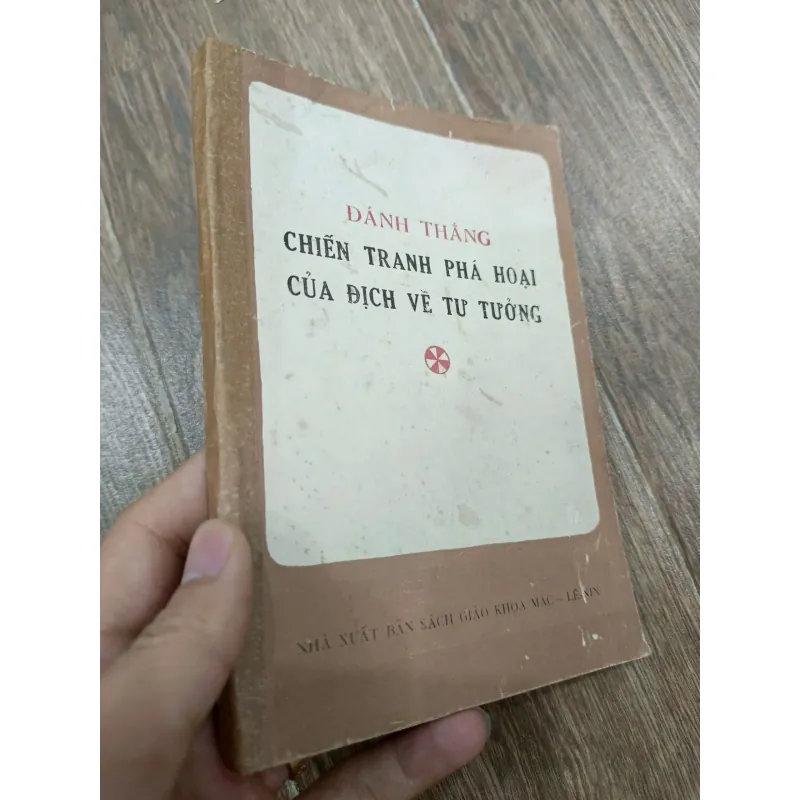 ĐÁNH THẮNG
CHIẾN TRANH PHÁ HOẠI
CỦA ĐỊCH VỀ TƯ TƯỞNG
NHÀ XUẤT BẢN SÁCH GIÁO KHOA MÁC - LÊ-NIN